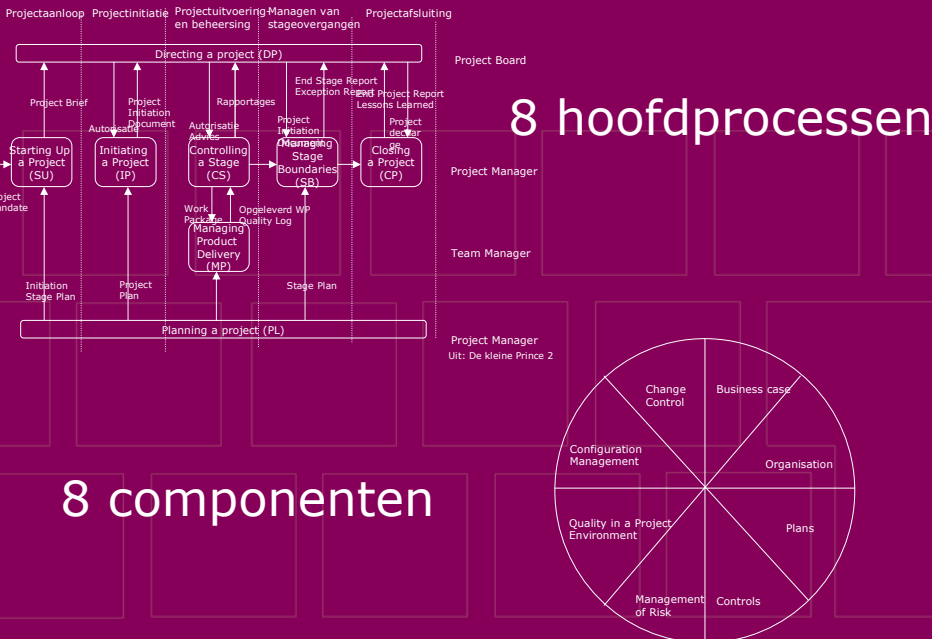 Projectaanloop
Projectinitiatie
Projectuitvoering
en beheersing
Managen van
stageovergangen
Projectafsluiting
Directing a project (DP)
Project Board
Project Brief
Autorisatie
Project
Initiation
Document
Autorisatie
Advies
Rapportages
Project
Initiation
Document
End Stage Report
Exception Report
End Project Report
Lessons Learned
Project
8 hoofdprocessen
Starting Up
a Project
(SU)
Initiating
a Project
(IP)
Controlling
a Stage
(CS)
Managing
Stage
Boundaries
(SB)
Closing
a Project
(CP)
Project Manager
Work
Package
Opgeleverd WP
Quality Log
Managing
Product
Delivery
(MP)
Team Manager
Initiation
Stage Plan
Project
Plan
Stage Plan
Planning a project (PL)
Project Manager
Uit: De kleine Prince 2
8 componenten
Change
Control
Business case
Configuration
Management
Organisation
Quality in a Project
Environment
Plans
Management
of Risk
Controls